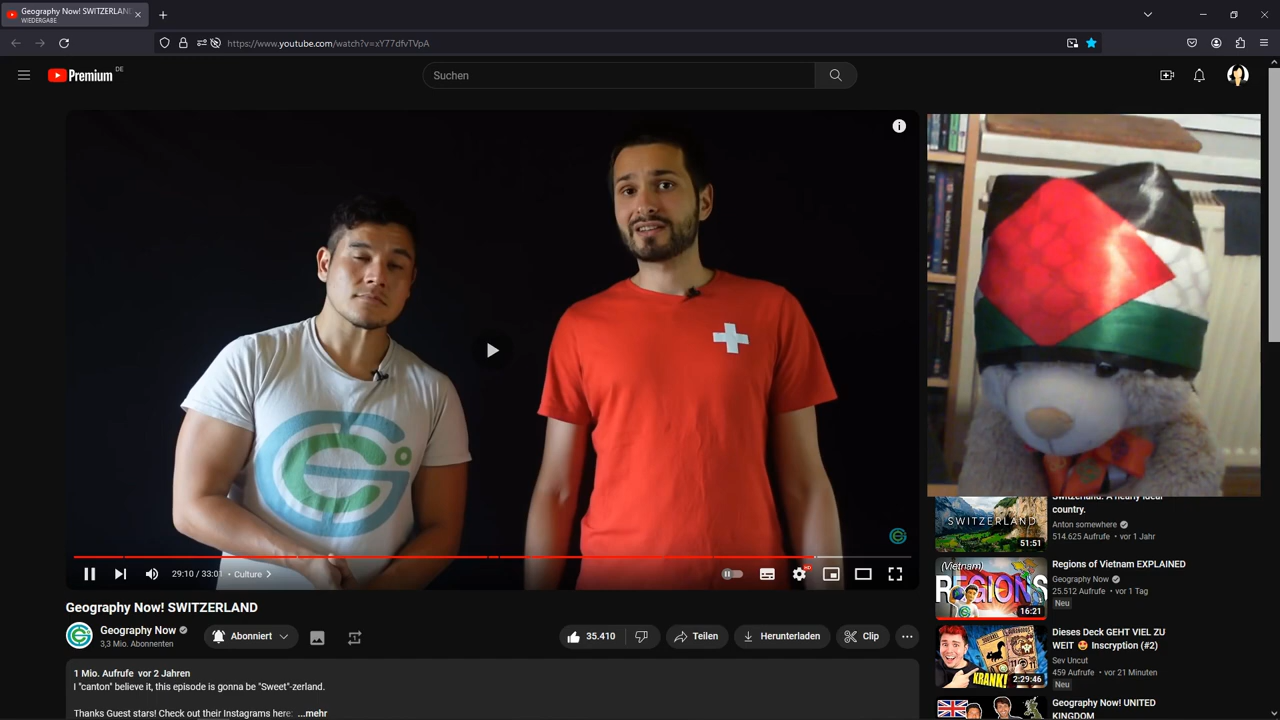 Geography Now! SWITZERLAND
WIEDERGABE
https://www.youtube.com/watch?v=xY77dfvTVpA
Premium DE
Suchen
29:10 / 33:01 • Culture
HD
Geography Now! SWITZERLAND
Geography Now
3,3 Mio. Abonnenten
Abonniert
35.410
Teilen
Herunterladen
Clip
1 Mio. Aufrufe vor 2 Jahren
I "canton" believe it, this episode is gonna be "Sweet"-zerland.
Thanks Guest stars! Check out their Instagrams here: ...mehr
SWITZERLAND
51:51
Switzerland: A nearly ideal
country.
Anton somewhere
514.625 Aufrufe • vor 1 Jahr
(Vietnam)
REGIONS
16:21
Regions of Vietnam EXPLAINED
Geography Now
25.512 Aufrufe • vor 1 Tag
Neu
KRANK!
2:29:46
Dieses Deck GEHT VIEL ZU
WEIT 🤩 Inscryption (#2)
Sev Uncut
459 Aufrufe • vor 21 Minuten
Neu
Geography Now! UNITED
KINGDOM